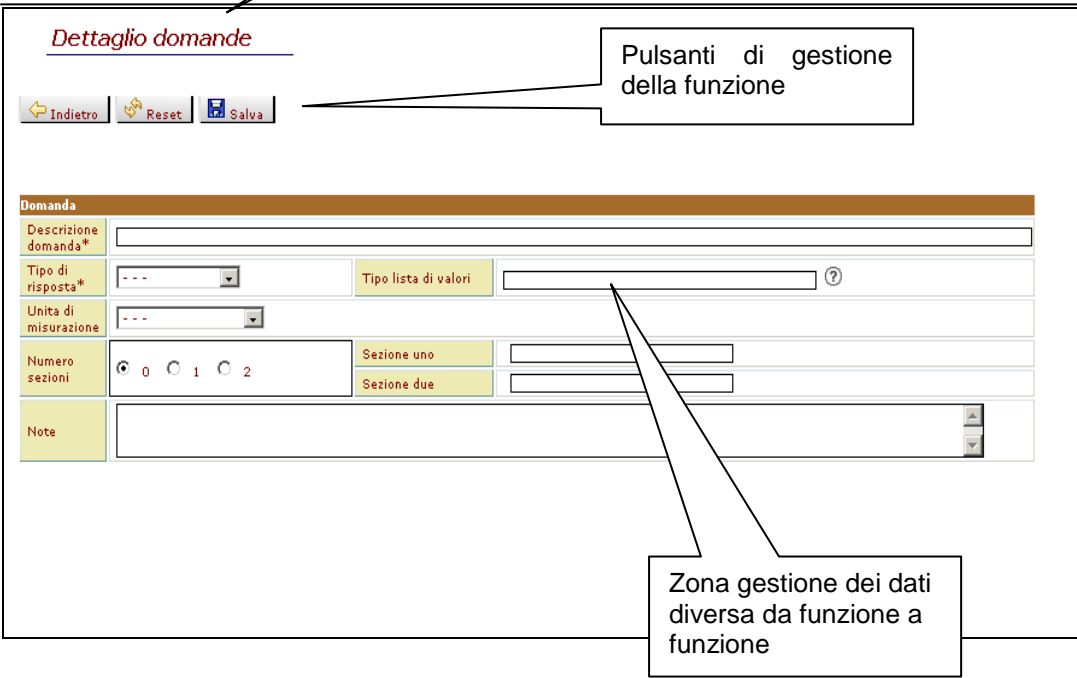 Dettaglio domande
Pulsanti di gestione
della funzione
Indietro Reset Salva
Domanda
Descrizione
domanda*
Tipo di
risposta*
- - -
Tipo lista di valori
?
Unita di
misurazione
- - -
Numero
sezioni
0 1 2
Sezione uno
Sezione due
Note
Zona gestione dei dati
diversa da funzione a
funzione